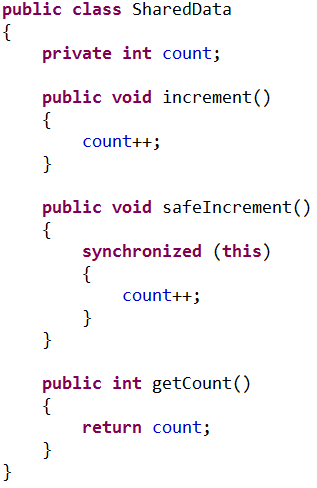 public class SharedData
{
    private int count;

    public void increment()
    {
        count++;
    }

    public void safeIncrement()
    {
        synchronized (this)
        {
            count++;
        }
    }

    public int getCount()
    {
        return count;
    }
}